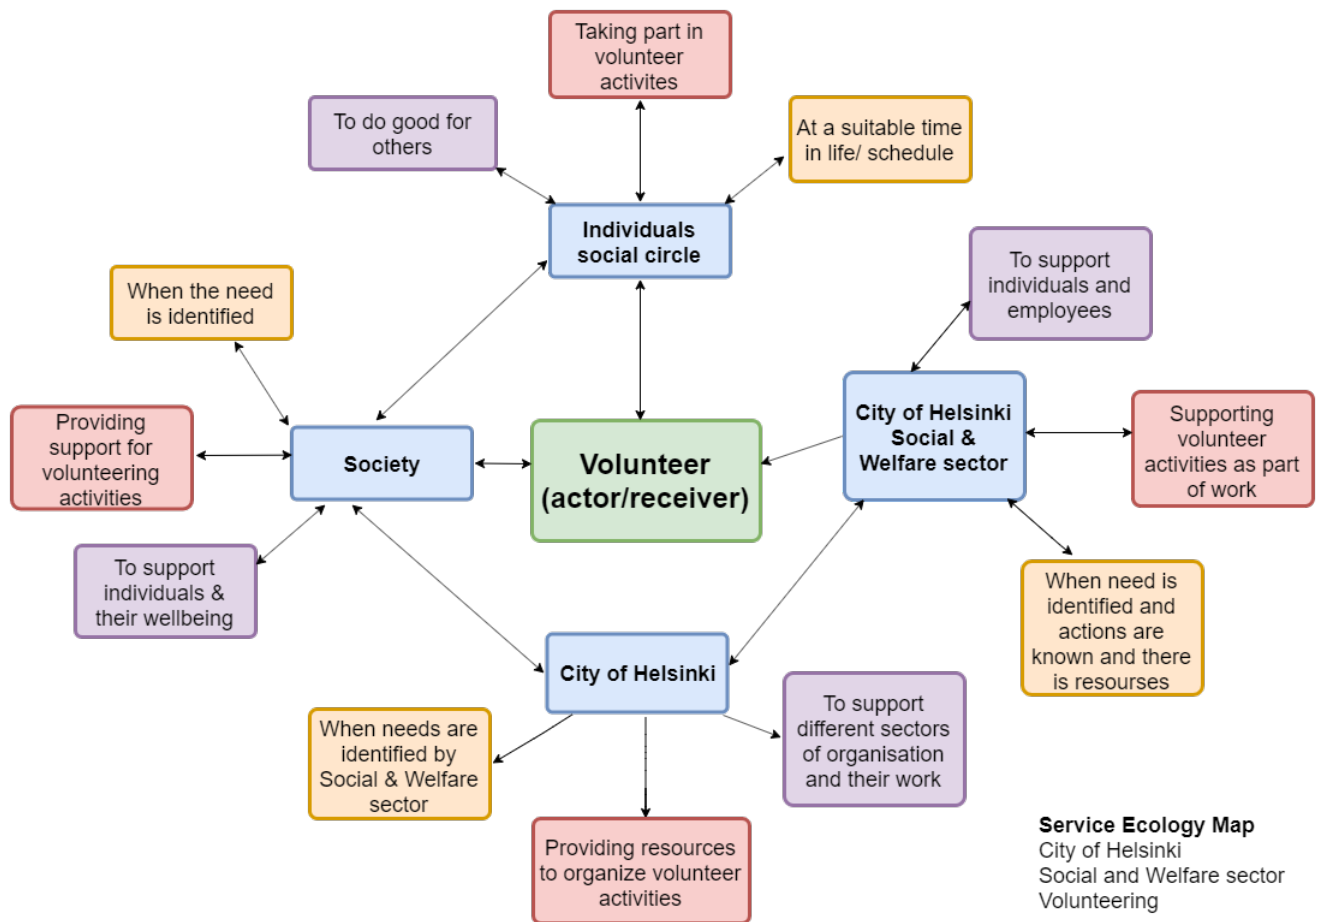 Taking part in
volunteer
activites
To do good for
others
At a suitable time
in life/ schedule
Individuals
social circle
To support
individuals and
employees
When the need
is identified
Providing
support for
volunteering
activities
Society
Volunteer
(actor/receiver)
City of Helsinki
Social &
Welfare sector
Supporting
volunteer
activities as part
of work
To support
individuals &
their wellbeing
When need is
identified and
actions are
known and there
is resourses
City of Helsinki
When needs are
identified by
Social & Welfare
sector
To support
different sectors
of organisation
and their work
Providing resources
to organize volunteer
activities
Service Ecology Map
City of Helsinki
Social and Welfare sector
Volunteering